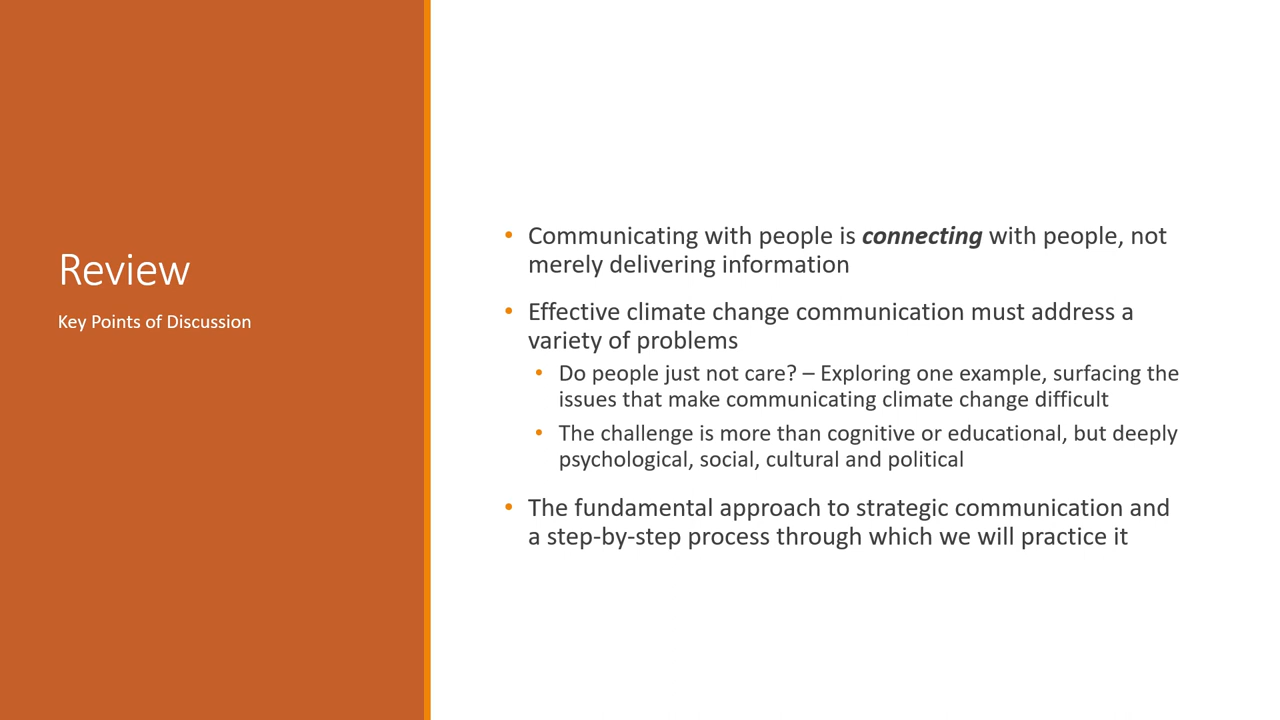 Review
Key Points of Discussion
• Communicating with people is connecting with people, not
merely delivering information
• Effective climate change communication must address a
variety of problems
• Do people just not care? – Exploring one example, surfacing the
issues that make communicating climate change difficult
• The challenge is more than cognitive or educational, but deeply
psychological, social, cultural and political
• The fundamental approach to strategic communication and
a step-by-step process through which we will practice it